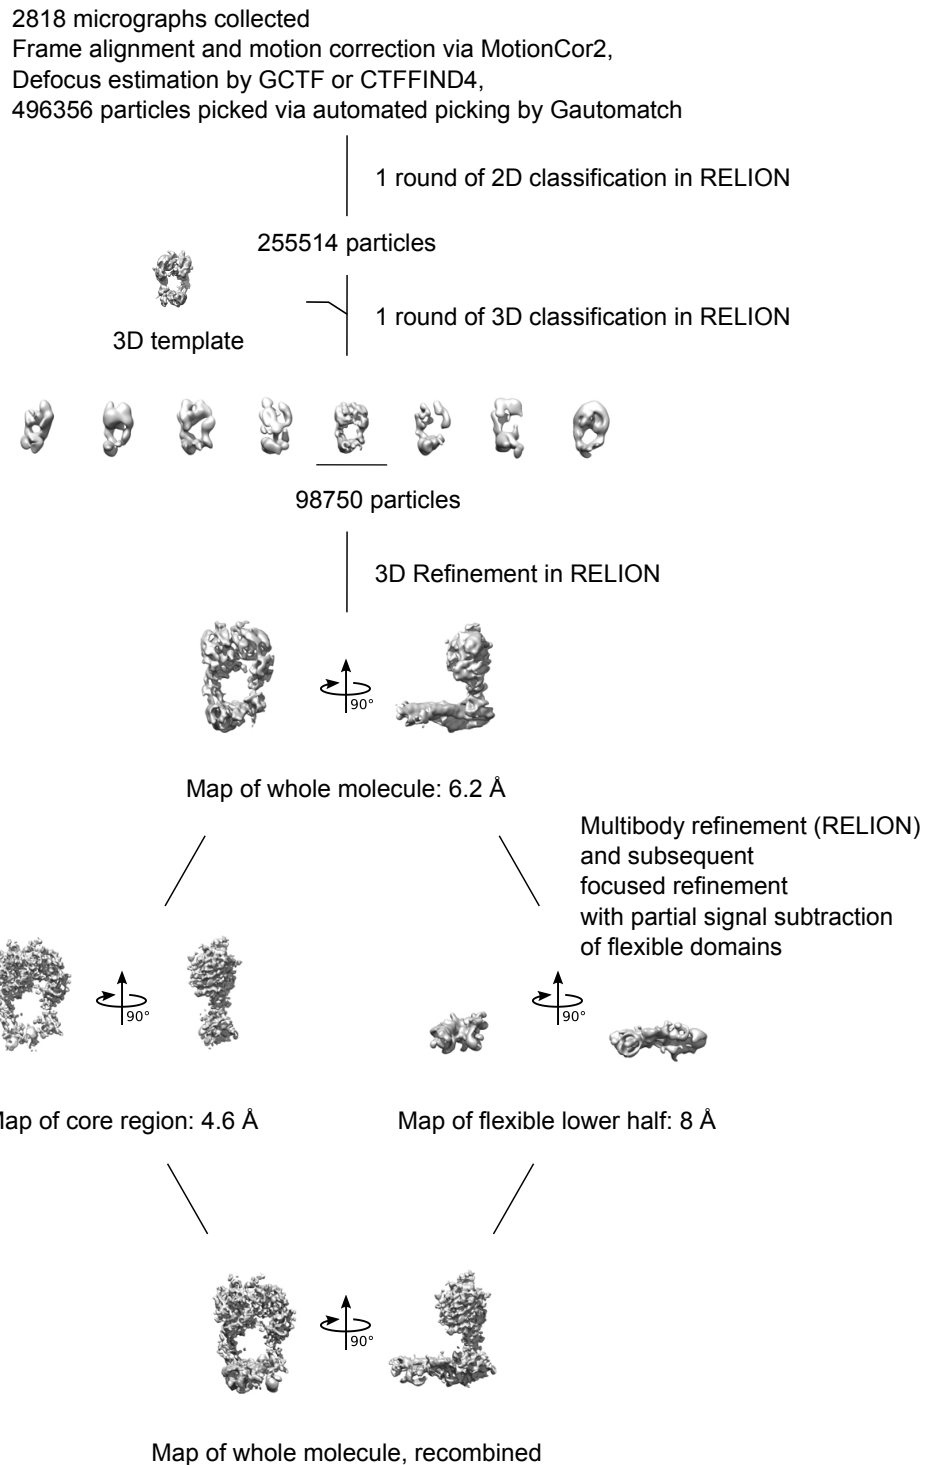 2818 micrographs collected
Frame alignment and motion correction via MotionCor2,
Defocus estimation by GCTF or CTFFIND4,
496356 particles picked via automated picking by Gautomatch
1 round of 2D classification in RELION
255514 particles
1 round of 3D classification in RELION
3D template
98750 particles
3D Refinement in RELION
90°
Map of whole molecule: 6.2 Å
Multibody refinement (RELION)
and subsequent
focused refinement
with partial signal subtraction
of flexible domains
90°
90°
Map of core region: 4.6 Å
Map of flexible lower half: 8 Å
90°
Map of whole molecule, recombined